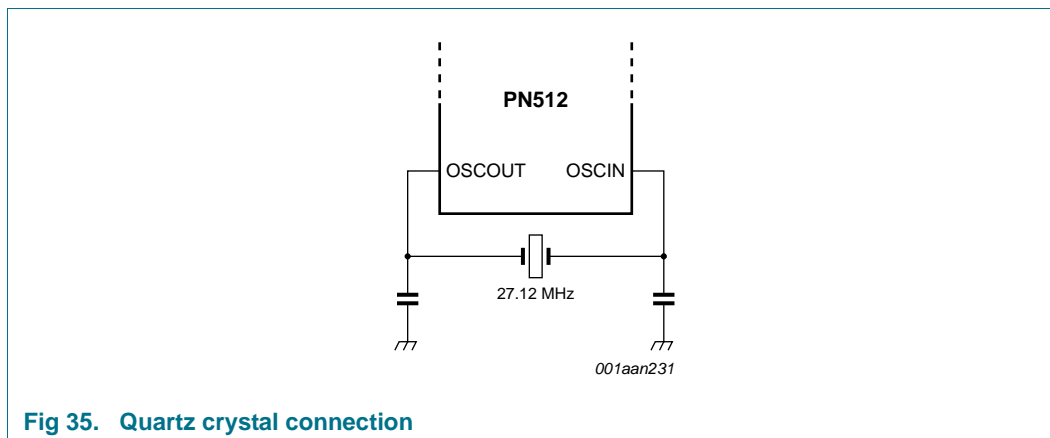 PN512
OSCOUT OSCIN
27.12 MHz
001aan231
Fig 35. Quartz crystal connection